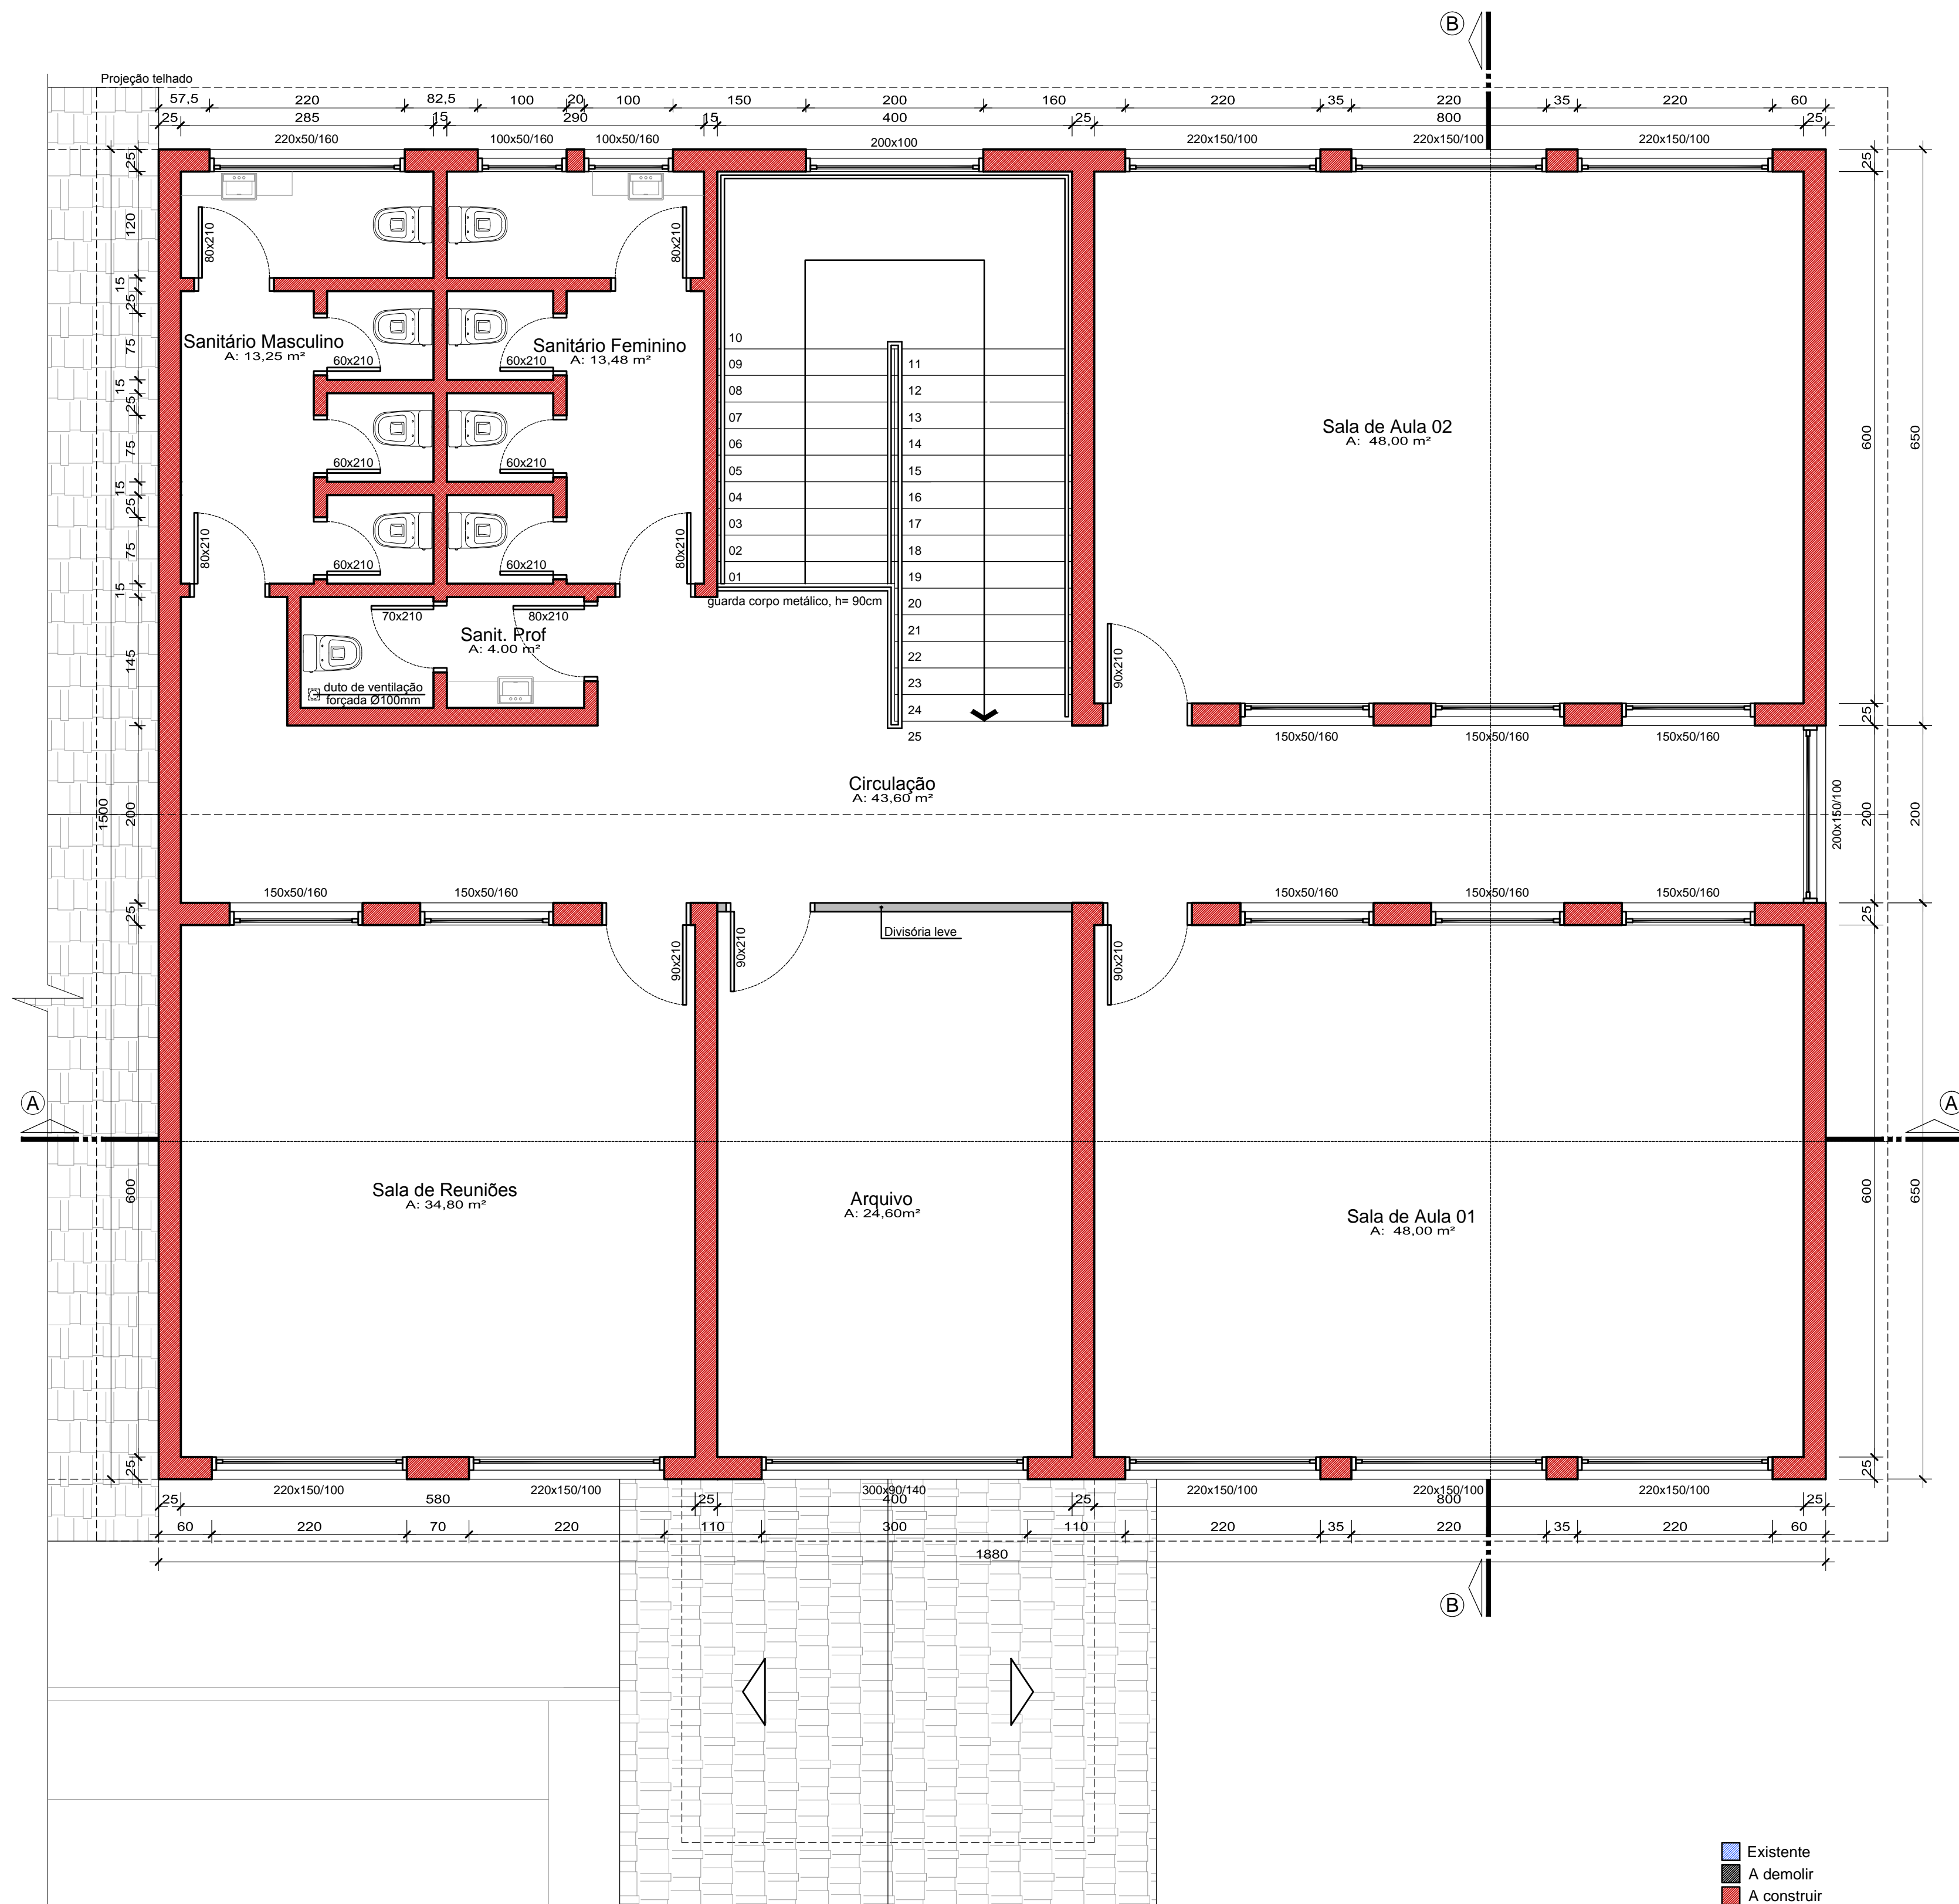 B
Projeção telhado
57,5 220 82,5 100 20 100 150 200 160 220 35 220 35 220 60
25 285 15 290 15 400 25 800 25
220x50/160 100x50/160 100x50/160 200x100 220x150/100 220x150/100 220x150/100
25 25
120
80x210 80x210
15
25
75
Sanitário Masculino
A: 13,25 m²
Sanitário Feminino
A: 13,48 m²
60x210 60x210
15
25
75
60x210 60x210
15
25
75
80x210 80x210
60x210 60x210
15
10
09
08
07
06
05
04
03
02
01
11
12
13
14
15
16
17
18
19
20
21
22
23
24
25
guarda corpo metálico, h= 90cm
Sala de Aula 02
A: 48,00 m²
600 650
70x210 80x210
Sanit. Prof
A: 4.00 m²
145
duto de ventilação
forçada Ø100mm
90x210
25
150x50/160 150x50/160 150x50/160
Circulação
A: 43,60 m²
1500 200
200x150/100 200 200
150x50/160 150x50/160 150x50/160 150x50/160 150x50/160
25 25
Divisória leve
90x210 90x210 90x210
A A
Sala de Reuniões
A: 34,80 m²
Arquivo
A: 24,60m²
Sala de Aula 01
A: 48,00 m²
600 600 650
25 25
220x150/100 220x150/100 300x90/140 220x150/100 220x150/100 220x150/100
25 580 25 400 25 800 25
60 220 70 220 110 300 110 220 35 220 35 220 60
1880
B
Existente
A demolir
A construir